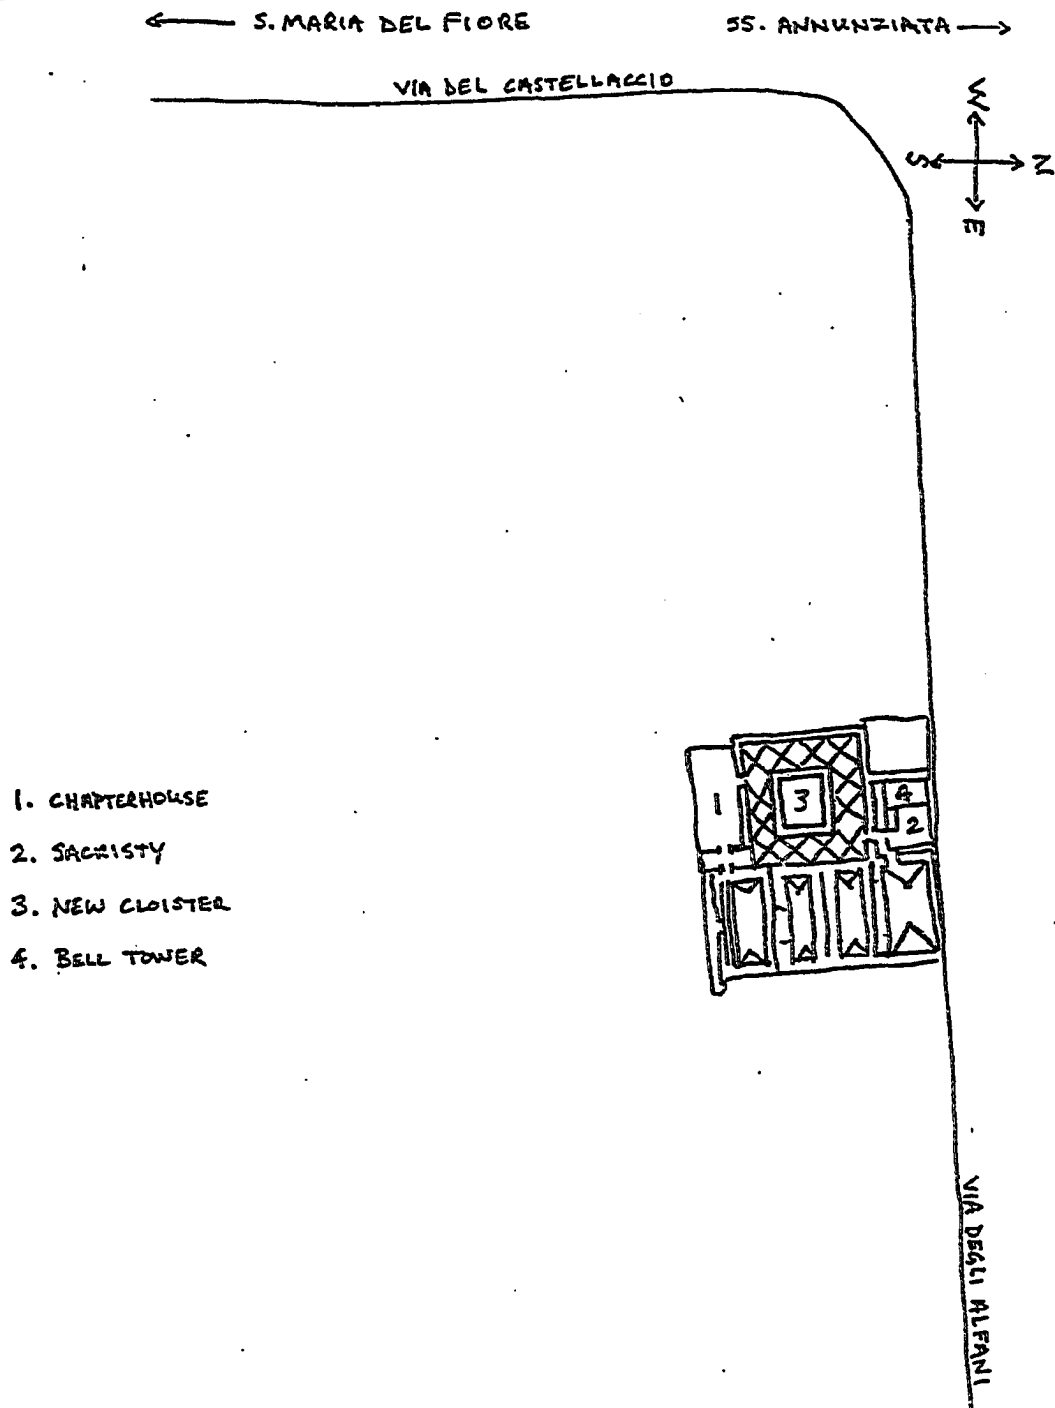 S. MARIA DEL FIORE
SS. ANNUNZIATA
VIA DEL CASTELLACCIO
W
S N
E
1
3
4
2
1. CHAPTERHOUSE
2. SACRISTY
3. NEW CLOISTER
4. BELL TOWER
VIA DEGLI ALFANI